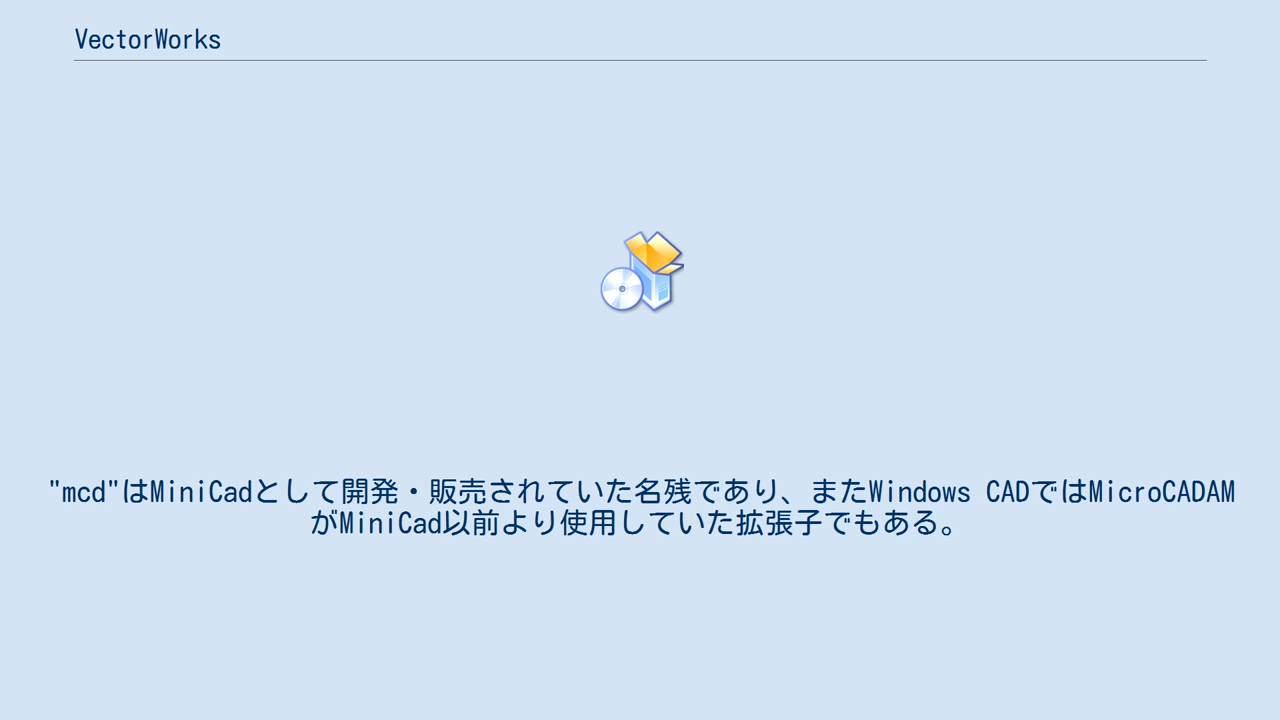 VectorWorks
"mcd"はMiniCadとして開発・販売されていた名残であり、またWindows CADではMicroCADAM
がMiniCad以前より使用していた拡張子でもある。